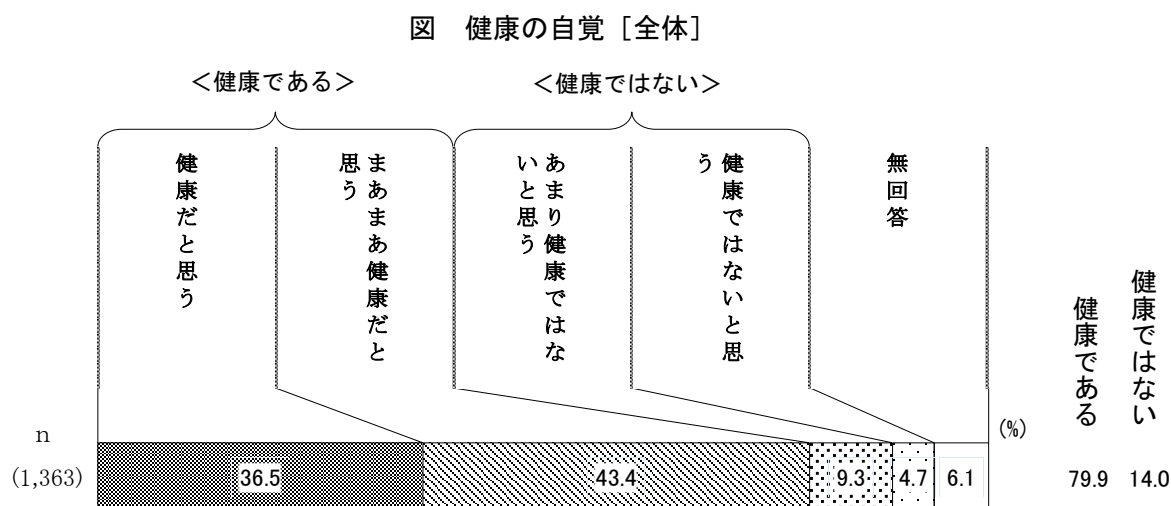 図　健康の自覚［全体］
＜健康である＞
＜健康ではない＞
健康だと思う
まあまあ健康だと
思う
あまり健康ではな
いと思う
健康ではないと思
う
無回答
健康である
健康ではない
(%)
n
(1,363)
36.5
43.4
9.3
4.7
6.1
79.9
14.0